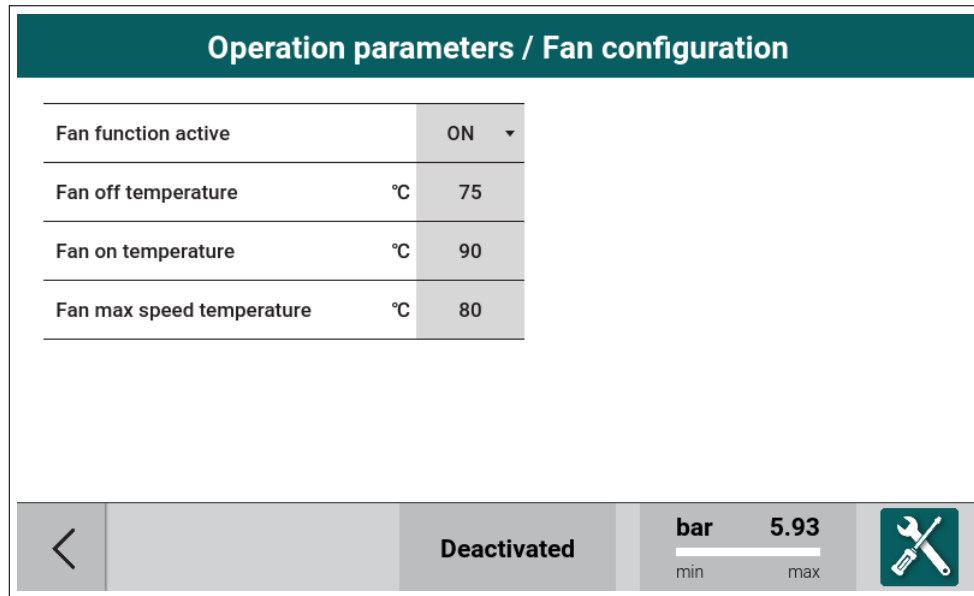 Operation parameters / Fan configuration
Fan function active ON
Fan off temperature °C 75
Fan on temperature °C 90
Fan max speed temperature °C 80
Deactivated
bar 5.93
min max